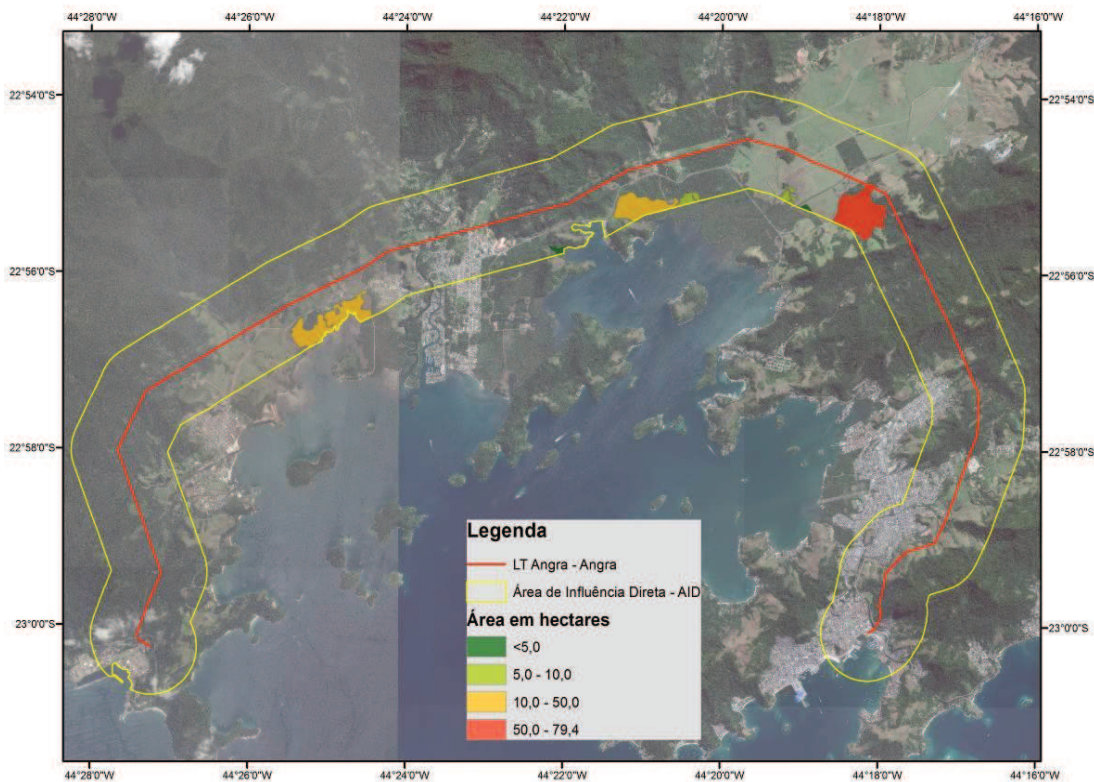 44°28'0"W 44°26'0"W 44°24'0"W 44°22'0"W 44°20'0"W 44°18'0"W 44°16'0"W
22°54'0"S 22°54'0"S
22°56'0"S 22°56'0"S
22°58'0"S 22°58'0"S
Legenda
LT Angra - Angra
Área de Influência Direta - AID
Área em hectares
23°0'0"S 23°0'0"S
<5,0
5,0 - 10,0
10,0 - 50,0
50,0 - 79,4
44°28'0"W 44°26'0"W 44°24'0"W 44°22'0"W 44°20'0"W 44°18'0"W 44°16'0"W